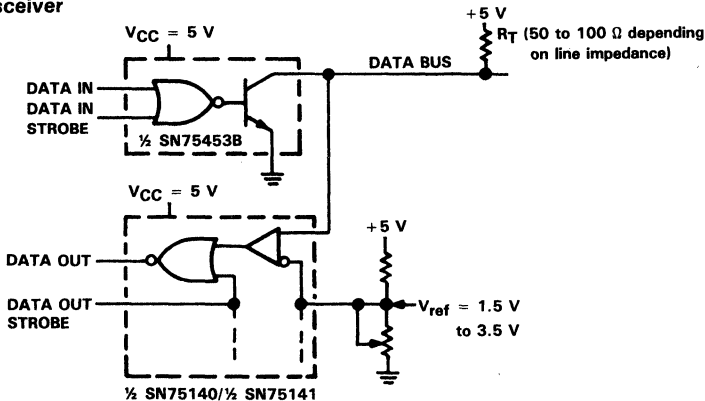 sceiver
VCC = 5 V
+5 V
RT (50 to 100 Ω depending
on line impedance)
DATA BUS
DATA IN
DATA IN
STROBE
½ SN75453B
VCC = 5 V
+5 V
DATA OUT
DATA OUT
STROBE
Vref = 1.5 V
to 3.5 V
½ SN75140/½ SN75141